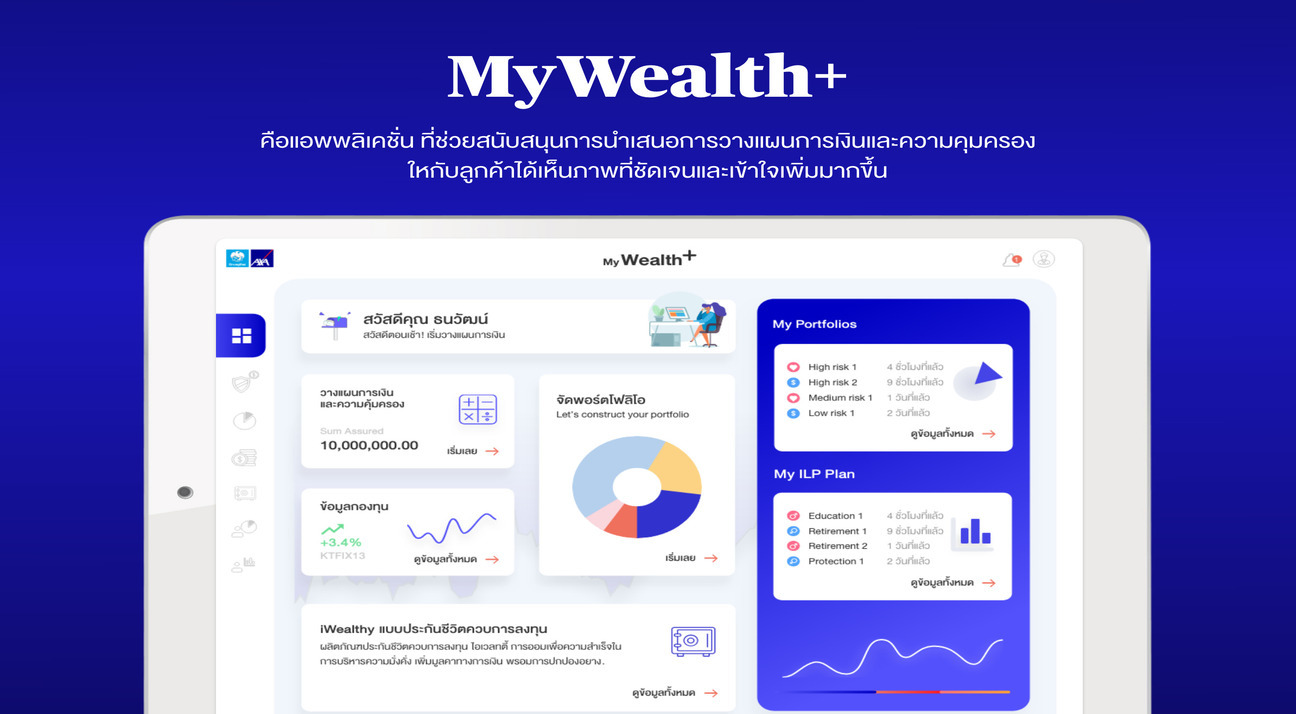 MyWealth+
คือแอพพลิเคชั่น ที่ช่วยสนับสนุนการนำเสนอการวางแผนการเงินและความคุมครอง
ใหกับลูกค้าได้เห็นภาพที่ชัดเจนและเข้าใจเพิ่มมากขึ้น
AXA
My Wealth+
1
สวัสดีคุณ ธนวัฒน์
สวัสดีตอนเช้า! เริ่มวางแผนการเงิน
วางแผนการเงิน
และความคุ้มครอง
Sum Assured
10,000,000.00
เริ่มเลย
ข้อมูลกองทุน
+3.4%
KTFIX13
ดูข้อมูลทั้งหมด
จัดพอร์ตโฟลิโอ
Let's construct your portfolio
เริ่มเลย
iWealthy แบบประกันชีวิตควบการลงทุน
ผลิตภัณฑประกันชีวิตควบการลงทุน ไอเวลทตี้ การออมเพื่อความสำเร็จใน
การบริหารความมั่งคั่ง เพิ่มมูลคาทางการเงิน พรอมการปกปองอยาง.
ดูข้อมูลทั้งหมด
My Portfolios
High risk 1 4 ชั่วโมงที่แล้ว
High risk 2 9 ชั่วโมงที่แล้ว
Medium risk 1 1 วันที่แล้ว
Low risk 1 2 วันที่แล้ว
ดูข้อมูลทั้งหมด
My ILP Plan
Education 1 4 ชั่วโมงที่แล้ว
Retirement 1 9 ชั่วโมงที่แล้ว
Retirement 2 1 วันที่แล้ว
Protection 1 2 วันที่แล้ว
ดูข้อมูลทั้งหมด